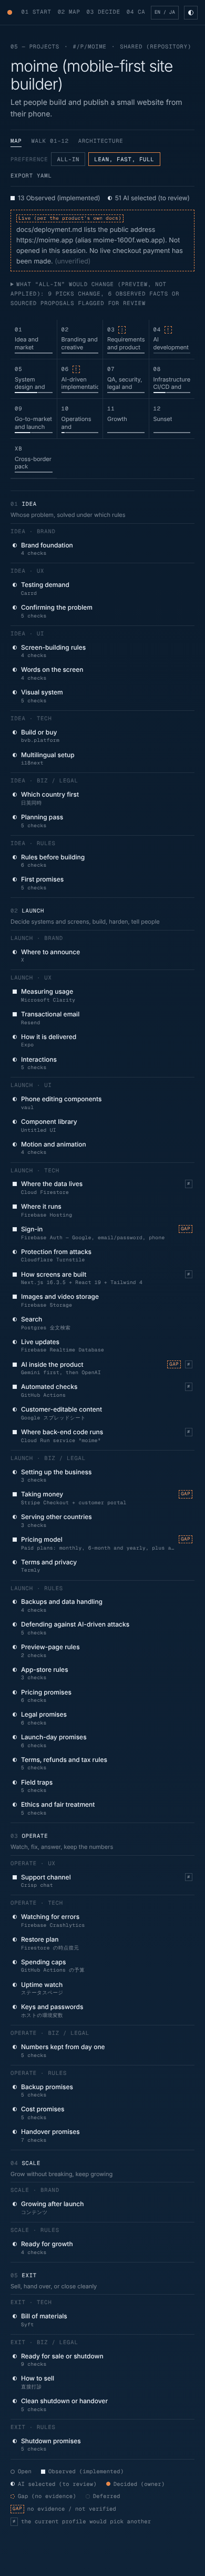 01 START 02 MAP 03 DECIDE 04 CA
EN / JA
05 — PROJECTS · #/P/MOIME · SHARED (REPOSITORY)
moime (mobile-first site
builder)
Let people build and publish a small website from
their phone.
MAP WALK 01–12 ARCHITECTURE
PREFERENCE ALL-IN LEAN, FAST, FULL
EXPORT YAML
13 Observed (implemented) 51 AI selected (to review)
Live (per the product's own docs)
docs/deployment.md lists the public address
https://moime.app (alias moime-1600f.web.app). Not
opened in this session. No live checkout payment has
been made. (unverified)
▶ WHAT "ALL-IN" WOULD CHANGE (PREVIEW, NOT
APPLIED): 9 PICKS CHANGE, 6 OBSERVED FACTS OR
SOURCED PROPOSALS FLAGGED FOR REVIEW
01
Idea and
market
02
Branding and
creative
03
Requirements
and product
04
AI
development
05
System
design and
06
AI-driven
implementatic
07
QA, security,
legal and
08
Infrastructure
CI/CD and
09
Go-to-market
and launch
10
Operations
and
11
Growth
12
Sunset
XB
Cross-border
pack
01 IDEA
Whose problem, solved under which rules
IDEA · BRAND
Brand foundation
4 checks
IDEA · UX
Testing demand
Carrd
Confirming the problem
5 checks
IDEA · UI
Screen-building rules
4 checks
Words on the screen
4 checks
Visual system
5 checks
IDEA · TECH
Build or buy
Multilingual setup
i18next
IDEA · BIZ / LEGAL
Which country first
日英同時
Planning pass
5 checks
IDEA · RULES
Rules before building
6 checks
First promises
5 checks
02 LAUNCH
Decide systems and screens, build, harden, tell people
LAUNCH · BRAND
Where to announce
X
LAUNCH · UX
Measuring usage
Microsoft Clarity
Transactional email
Resend
How it is delivered
Expo
Interactions
5 checks
LAUNCH · UI
Phone editing components
vaul
Component library
Untitled UI
Motion and animation
4 checks
LAUNCH · TECH
Where the data lives
Cloud Firestore
Where it runs
Firebase Hosting
Sign-in
GAP
Firebase Auth — Google, email/password, phone
Protection from attacks
Cloudflare Turnstile
How screens are built
Next.js 16.2.5 + React 19 + Tailwind 4
Images and video storage
Firebase Storage
Search
Postgres 全文検索
Live updates
Firebase Realtime Database
AI inside the product
GAP
Gemini first, then OpenAI
Automated checks
GitHub Actions
Customer-editable content
Google スプレッドシート
Where back-end code runs
Cloud Run service "moime"
LAUNCH · BIZ / LEGAL
Setting up the business
3 checks
Taking money
GAP
Stripe Checkout + customer portal
Serving other countries
2 checks
Pricing model
GAP
Paid plans: monthly, 6-month and yearly, plus a…
Terms and privacy
Termly
LAUNCH · RULES
Backups and data handling
4 checks
Defending against AI-driven attacks
5 checks
Preview-page rules
2 checks
App-store rules
3 checks
Pricing promises
6 checks
Legal promises
6 checks
Launch-day promises
6 checks
Terms, refunds and tax rules
5 checks
Field traps
5 checks
Ethics and fair treatment
5 checks
03 OPERATE
Watch, fix, answer, keep the numbers
OPERATE · UX
Support channel
Crisp chat
OPERATE · TECH
Watching for errors
Firebase Crashlytics
Restore plan
Firestore の時点復元
Spending caps
GitHub Actions の予算
Uptime watch
ステータスページ
Keys and passwords
ホストの環境変数
OPERATE · BIZ / LEGAL
Numbers kept from day one
5 checks
OPERATE · RULES
Backup promises
5 checks
Cost promises
5 checks
Handover promises
7 checks
04 SCALE
Grow without breaking, keep growing
SCALE · BRAND
Growing after launch
コンテンツ
SCALE · RULES
Ready for growth
4 checks
05 EXIT
Sell, hand over, or close cleanly
EXIT · TECH
Bill of materials
Syft
EXIT · BIZ / LEGAL
Ready for sale or shutdown
8 checks
How to sell
直接打診
Clean shutdown or handover
5 checks
EXIT · RULES
Shutdown promises
5 checks
Open Observed (implemented)
AI selected (to review) Decided (owner)
Gap (no evidence) Deferred
GAP no evidence / not verified
the current profile would pick another